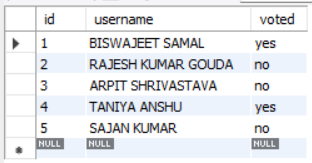 id username voted
1 BISWAJEET SAMAL yes
2 RAJESH KUMAR GOUDA no
3 ARPIT SHRIVASTAVA no
4 TANIYA ANSHU yes
5 SAJAN KUMAR no
NULL NULL NULL